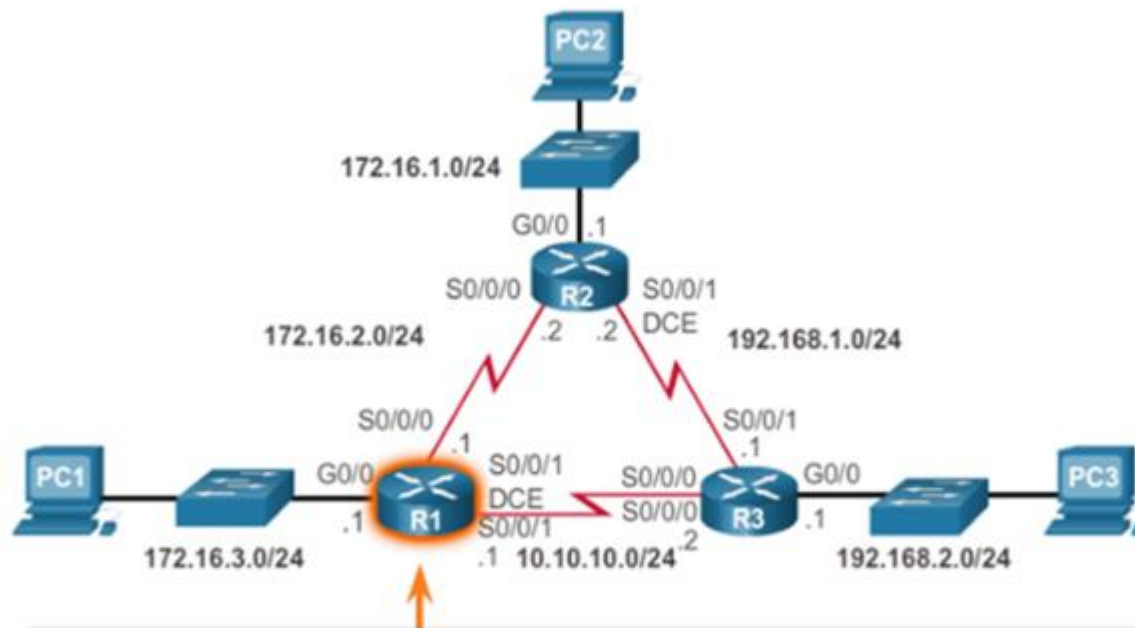 PC2
172.16.1.0/24
G0/0 .1
S0/0/0 R2 S0/0/1
DCE
.2 .2
172.16.2.0/24 192.168.1.0/24
S0/0/0 S0/0/1
.1 .1
PC1 G0/0 S0/0/1 S0/0/0 G0/0 PC3
DCE
.1 R1 S0/0/1 S0/0/0 R3 .1
.1 .2
172.16.3.0/24 10.10.10.0/24 192.168.2.0/24